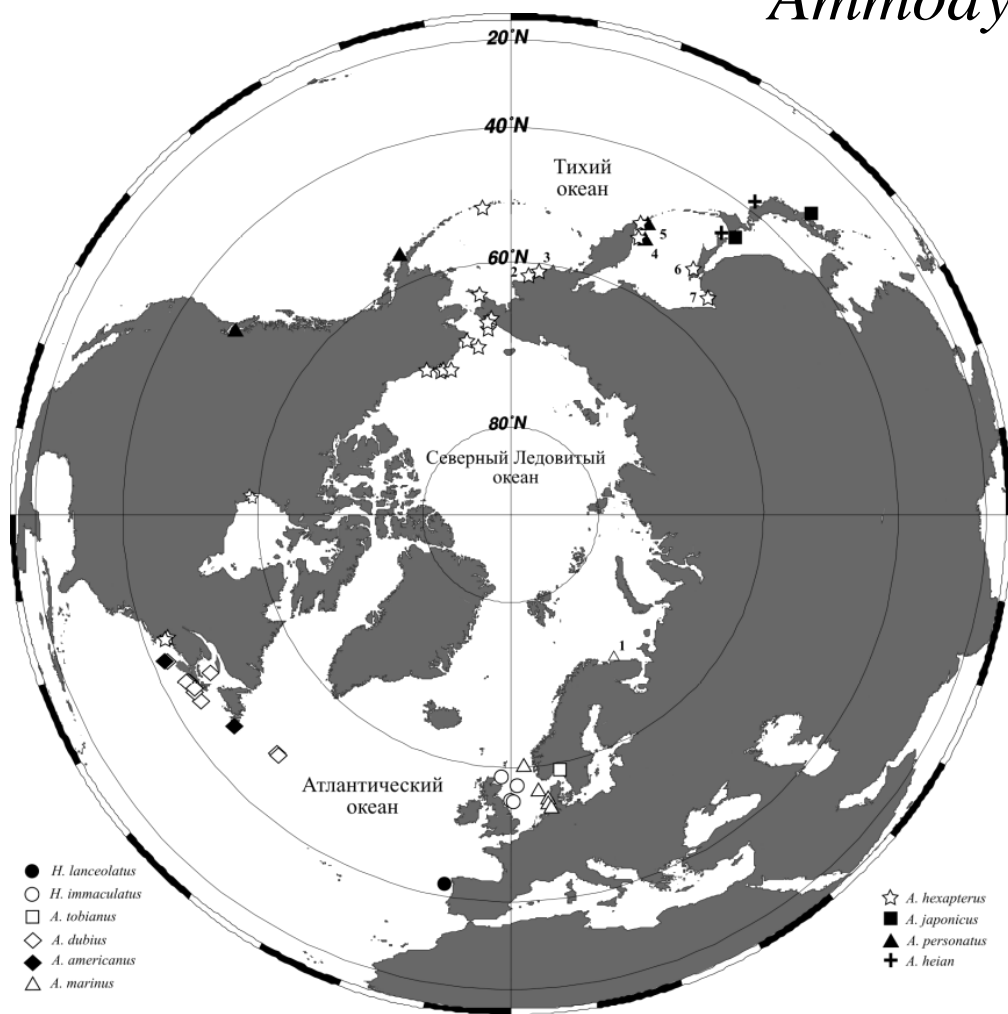 Ammody
20°N
40°N
Тихий
океан
5
4
3
2
60°N
6
7
80°N
Северный Ледовитый
океан
1
Атлантический
океан
H. lanceolatus
H. immaculatus
A. tobianus
A. dubius
A. americanus
A. marinus
A. hexapterus
A. japonicus
A. personatus
A. heian